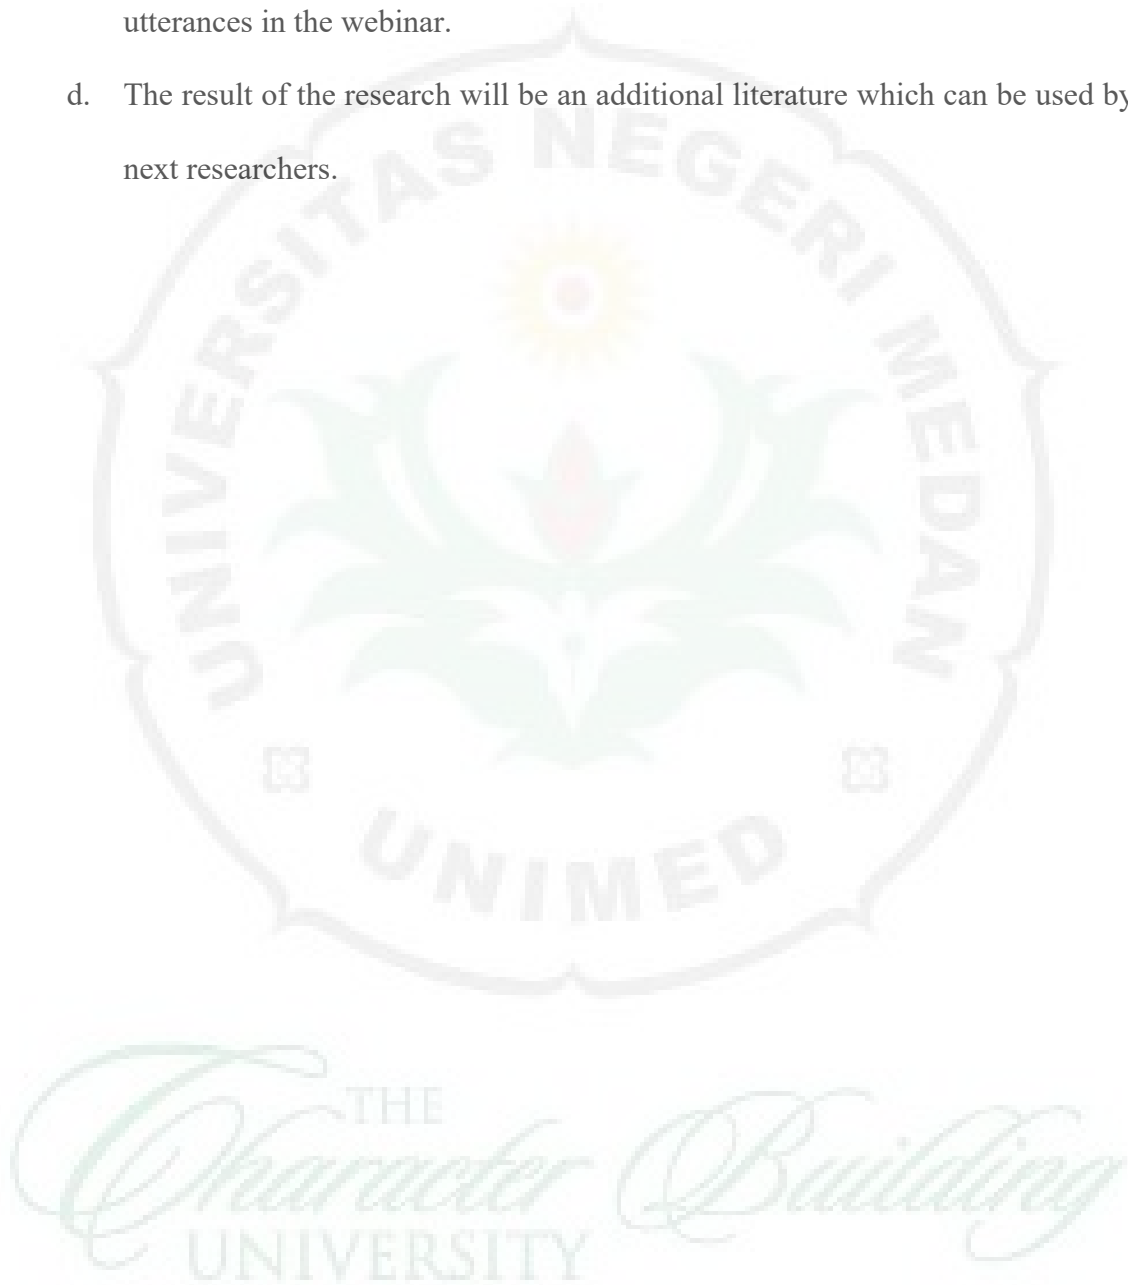 utterances in the webinar.
d. The result of the research will be an additional literature which can be used by
next researchers.
UNIVERSITAS NEGERI MEDAN
UNIMED
THE
Character Building
UNIVERSITY